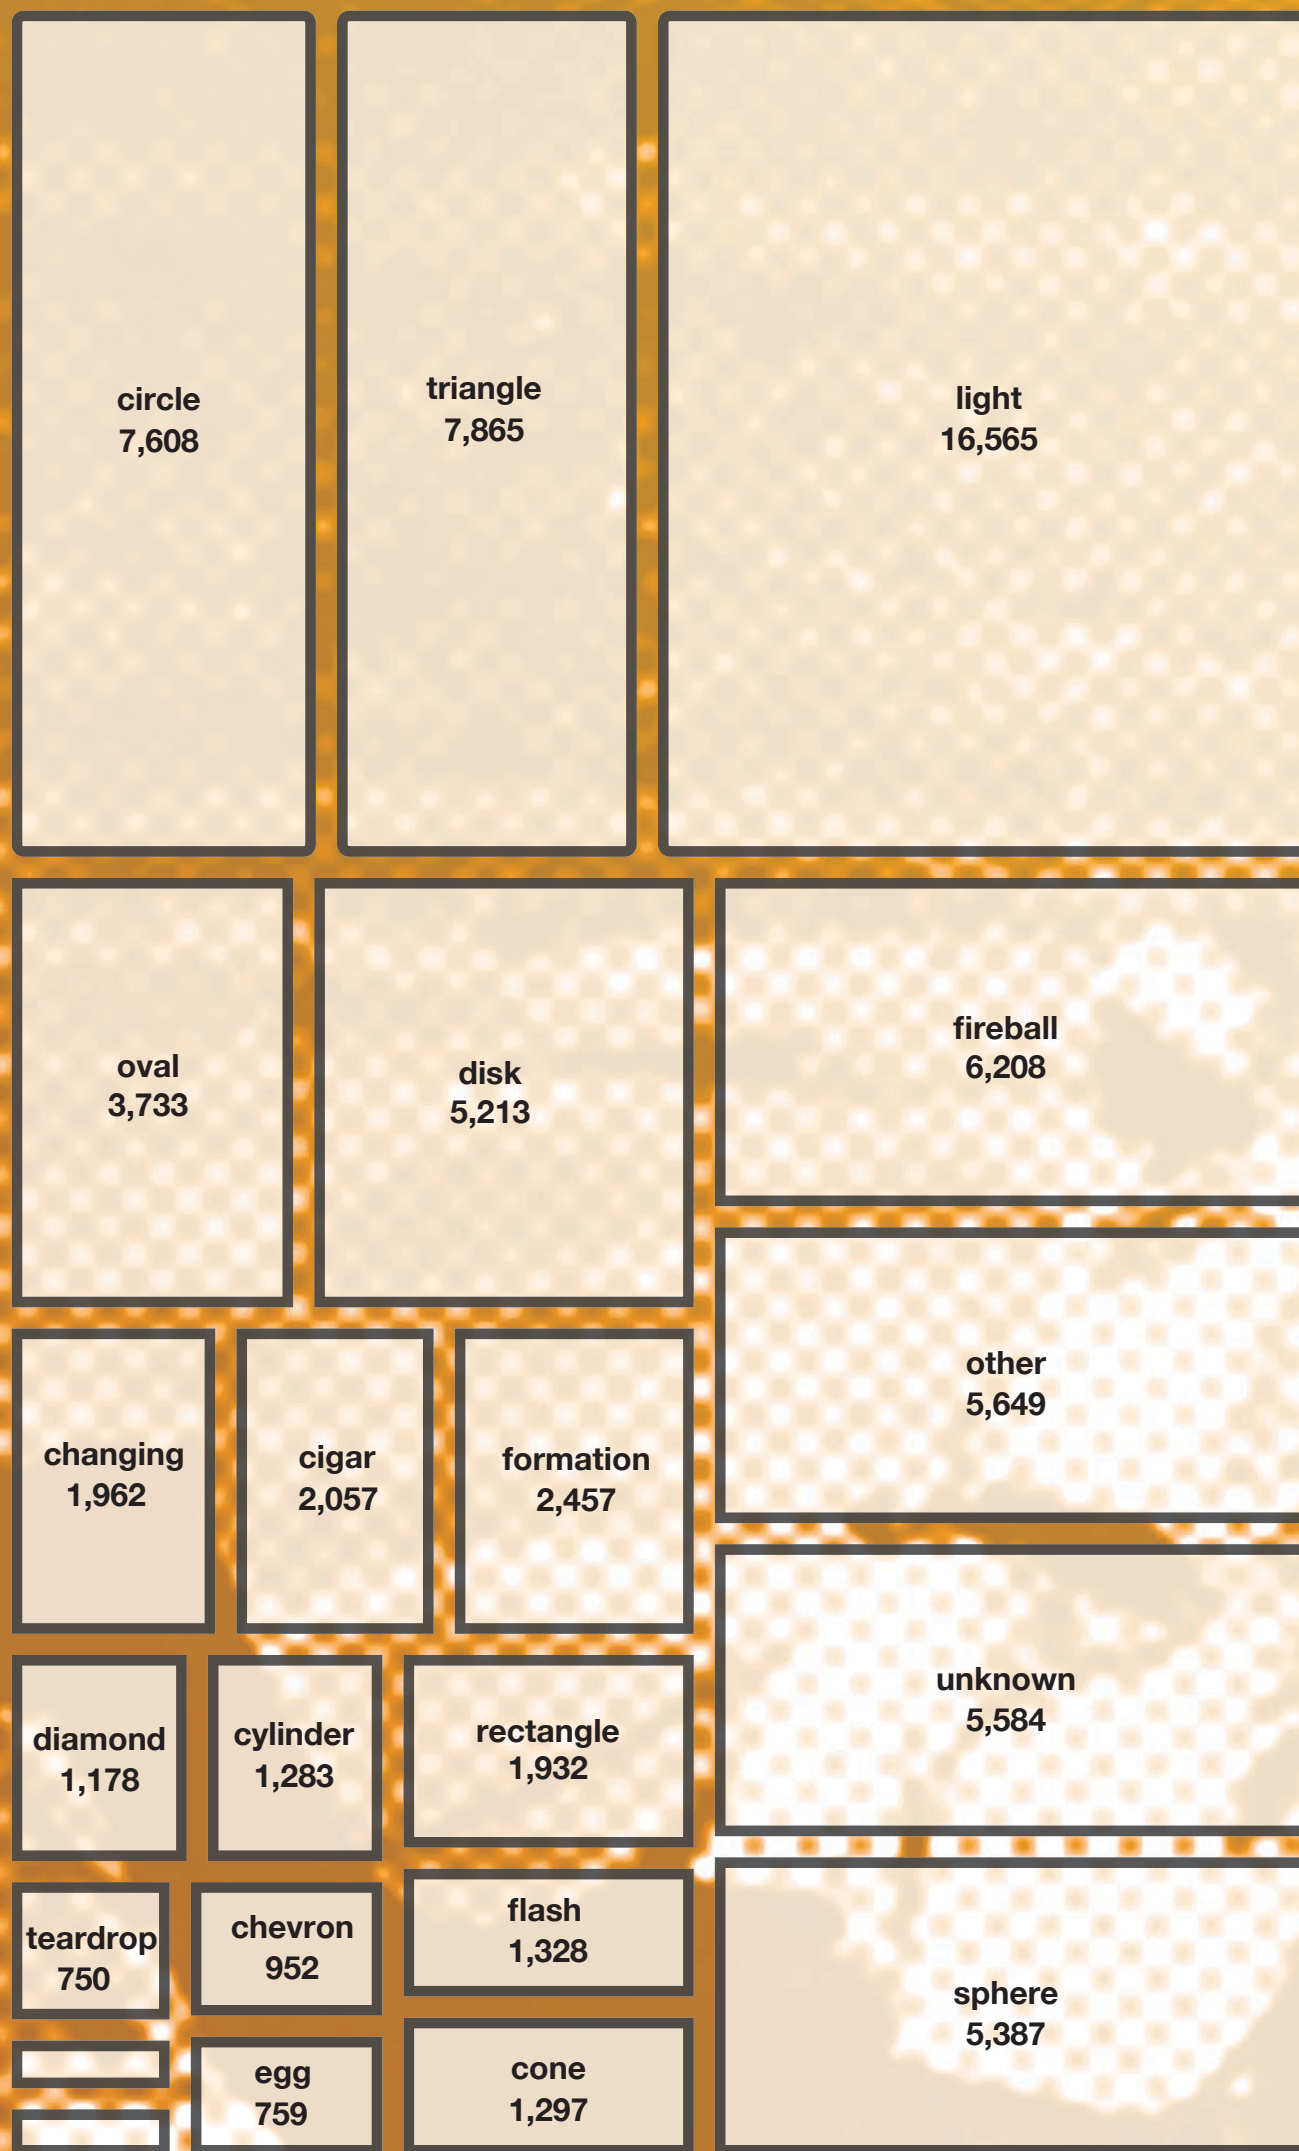 circle
7,608
triangle
7,865
light
16,565
oval
3,733
disk
5,213
fireball
6,208
other
5,649
changing
1,962
cigar
2,057
formation
2,457
unknown
5,584
diamond
1,178
cylinder
1,283
rectangle
1,932
teardrop
750
chevron
952
flash
1,328
sphere
5,387
egg
759
cone
1,297